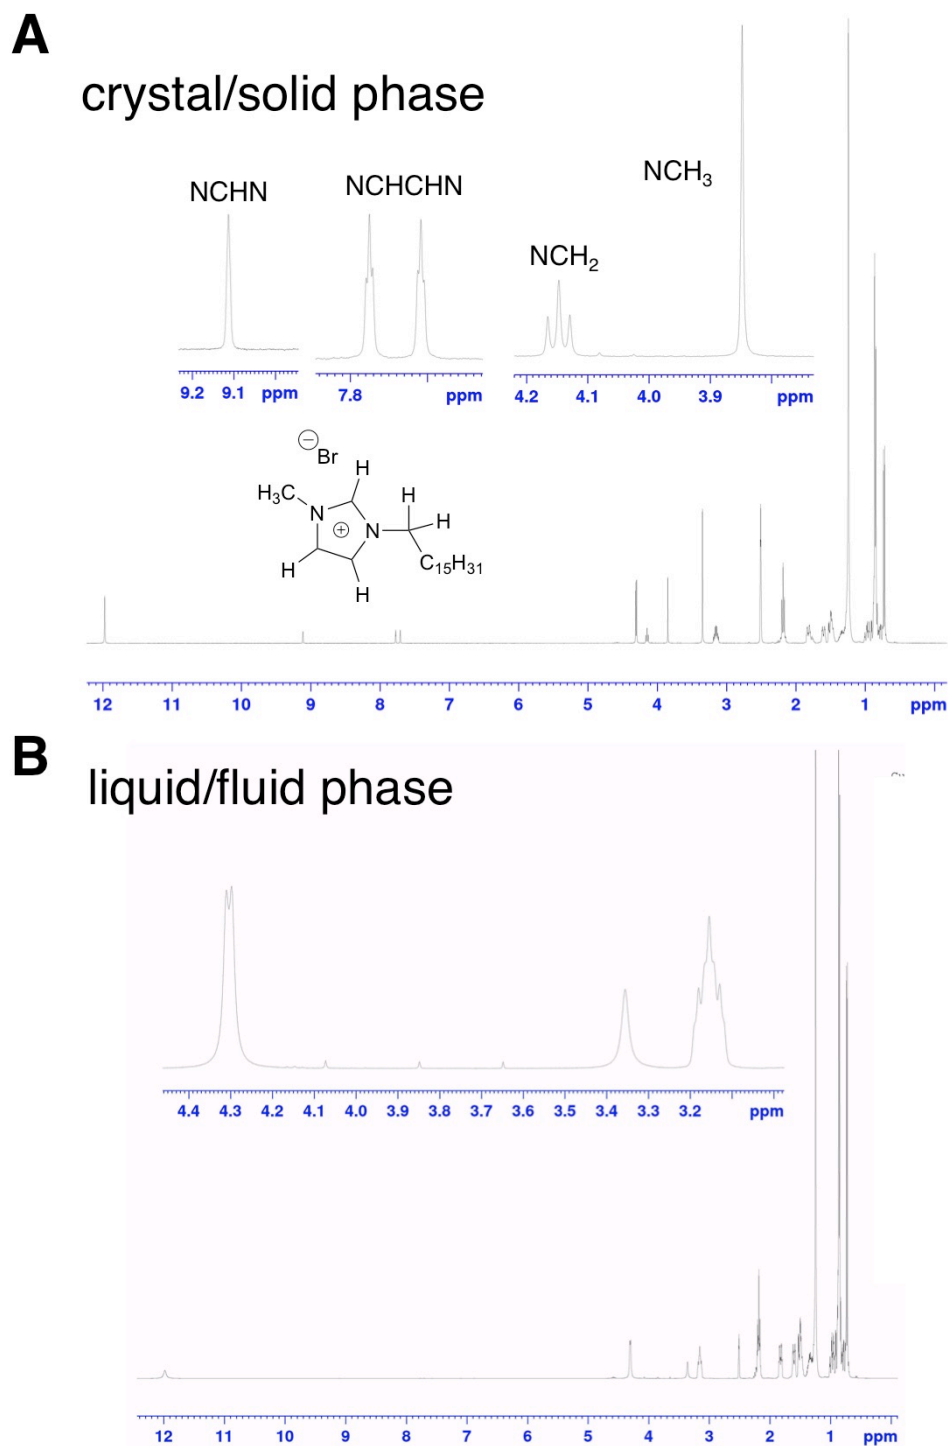 A
crystal/solid phase
NCHN
NCHCHN
NCH₂
NCH₃
9.2 9.1 ppm
7.8 ppm
4.2 4.1 4.0 3.9 ppm
− Br
H
H₃C
N
+
N
H
H
C₁₅H₃₁
H
H
12 11 10 9 8 7 6 5 4 3 2 1 ppm
B
liquid/fluid phase
4.4 4.3 4.2 4.1 4.0 3.9 3.8 3.7 3.6 3.5 3.4 3.3 3.2 ppm
12 11 10 9 8 7 6 5 4 3 2 1 ppm